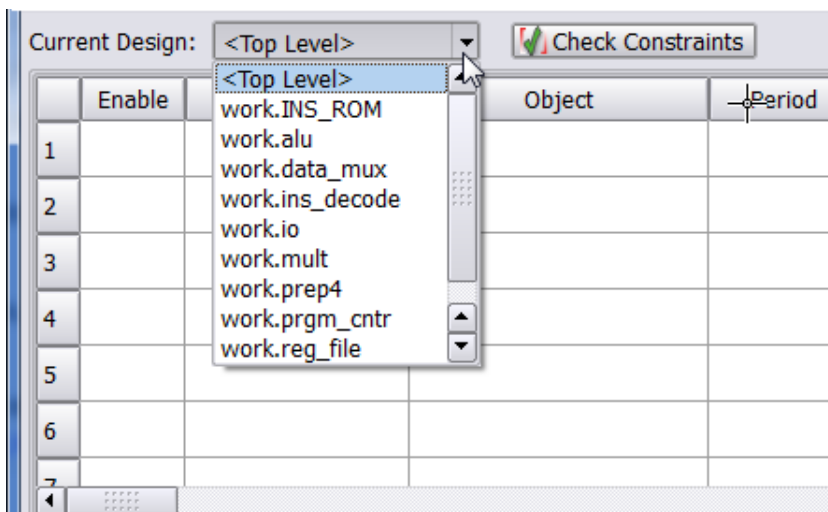 Current Design: <Top Level> Check Constraints
Enable Object Period
<Top Level>
work.INS_ROM
work.alu
work.data_mux
work.ins_decode
work.io
work.mult
work.prep4
work.prgm_cntr
work.reg_file
1
2
3
4
5
6
7